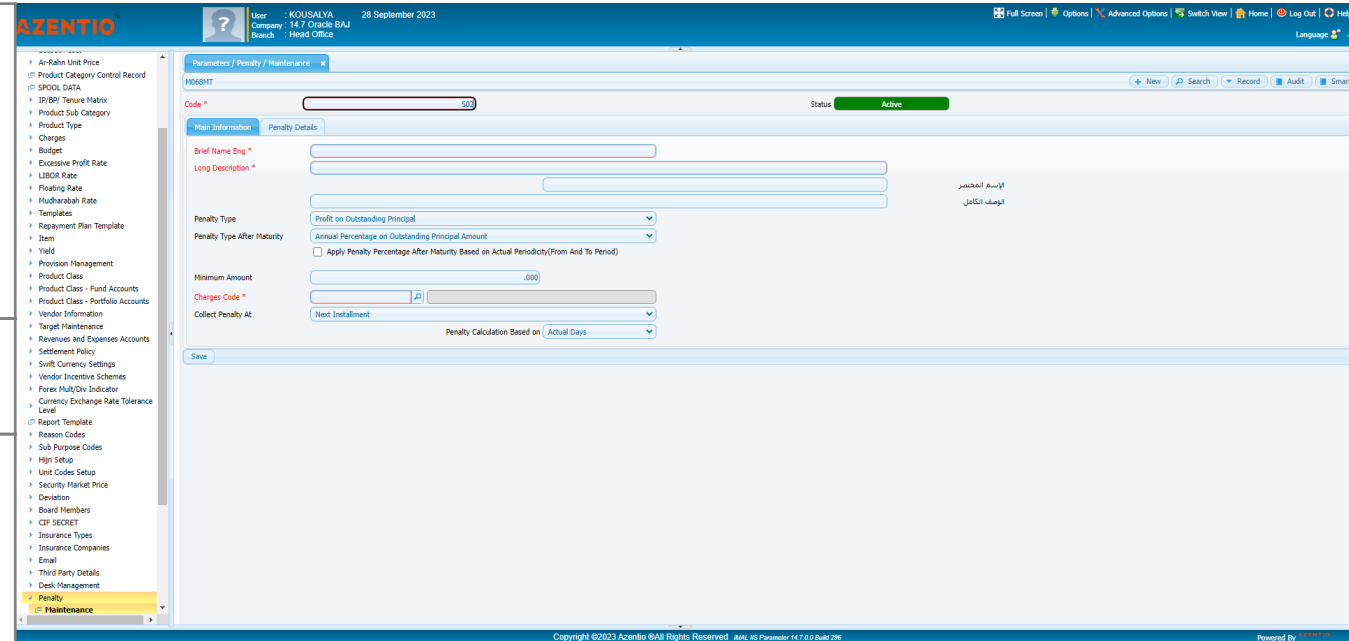 AZENTIO
User : KOUSALYA 28 September 2023
Company : 147 Oracle BAJ
Branch : Head Office
Full Screen | Options | Advanced Options | Switch View | Home | Log Out | Help
Language
Parameters / Penalty / Maintenance ×
M068MT
+ New Search Record Audit Smart
Code * 502 Status Active
Main Information Penalty Details
Brief Name Eng *
Long Description *
الإسم المختصر
الوصف الكامل
Penalty Type Profit on Outstanding Principal
Penalty Type After Maturity Annual Percentage on Outstanding Principal Amount
Apply Penalty Percentage After Maturity Based on Actual Periodicity(From And To Period)
Minimum Amount .000
Charges Code *
Collect Penalty At Next Installment
Penalty Calculation Based on Actual Days
Save
Ar-Rahn Unit Price
Product Category Control Record
SPOOL DATA
IP/BP/ Tenure Matrix
Product Sub Category
Product Type
Charges
Budget
Excessive Profit Rate
LIBOR Rate
Floating Rate
Mudharabah Rate
Templates
Repayment Plan Template
Item
Yield
Provision Management
Product Class
Product Class - Fund Accounts
Product Class - Portfolio Accounts
Vendor Information
Target Maintenance
Revenues and Expenses Accounts
Settlement Policy
Swift Currency Settings
Vendor Incentive Schemes
Forex Mult/Div Indicator
Currency Exchange Rate Tolerance
Level
Report Template
Reason Codes
Sub Purpose Codes
Hijri Setup
Unit Codes Setup
Security Market Price
Deviation
Board Members
CIF SECRET
Insurance Types
Insurance Companies
Email
Third Party Details
Desk Management
Penalty
Maintenance
Copyright ©2023 Azentio ®All Rights Reserved iMAL IIS Parameter 14.7.0.0 Build 296
Powered By AZENTIO